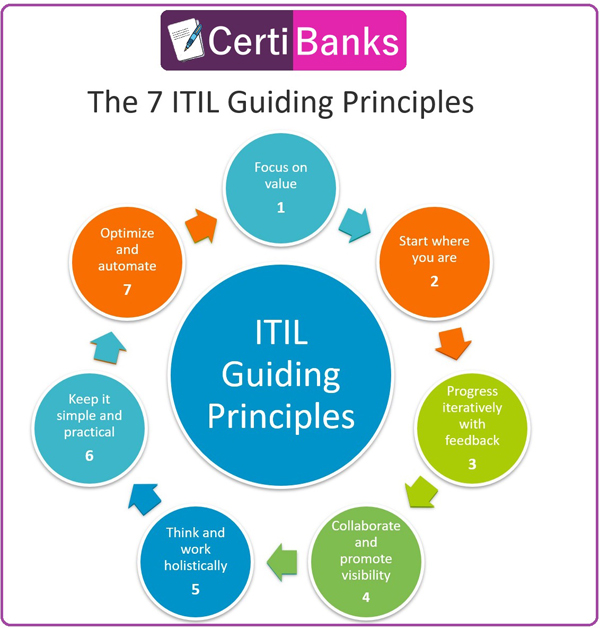 CertiBanks
The 7 ITIL Guiding Principles
Focus on
value
1
Start where
you are
2
Progress
iteratively
with
feedback
3
Collaborate
and
promote
visibility
4
Think and
work
holistically
5
Keep it
simple and
practical
6
Optimize
and
automate
7
ITIL
Guiding
Principles